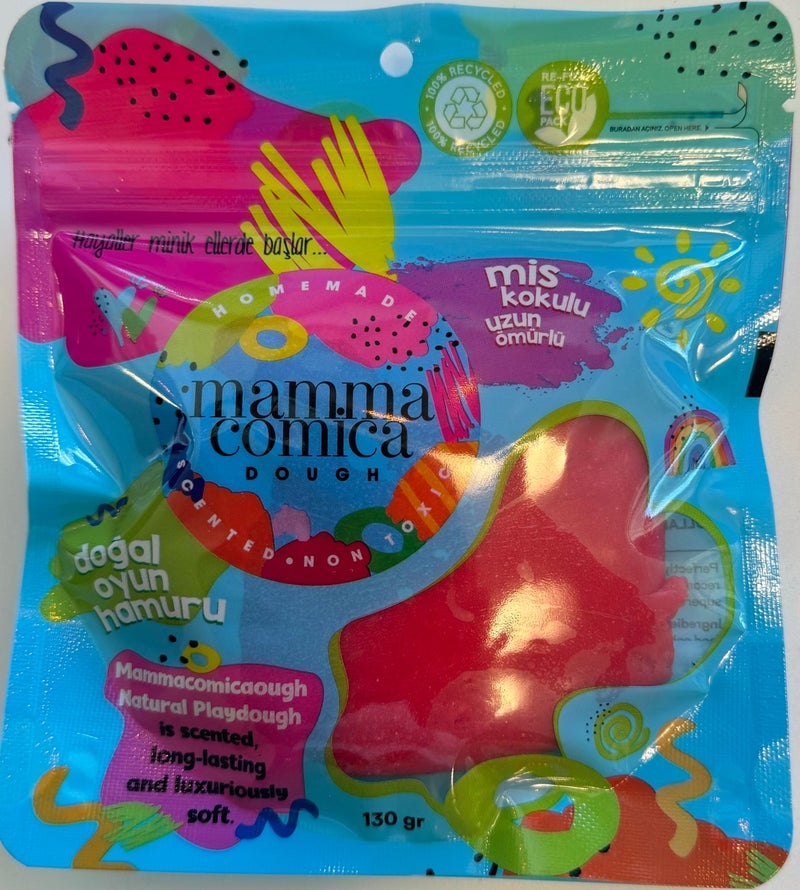 100% RECYCLED
100% RECYCLED
ECO
PACK
BURADAN AÇINIZ. OPEN HERE
Hayaller minik ellerde başlar...
HOMEMADE
mamma
comica
DOUGH
SCENTED • NON TOXIC
mis
kokulu
uzun
ömürlü
doğal
oyun
hamuru
Mammacomicaough
Natural Playdough
is scented,
long-lasting
and luxuriously
soft.
130 gr